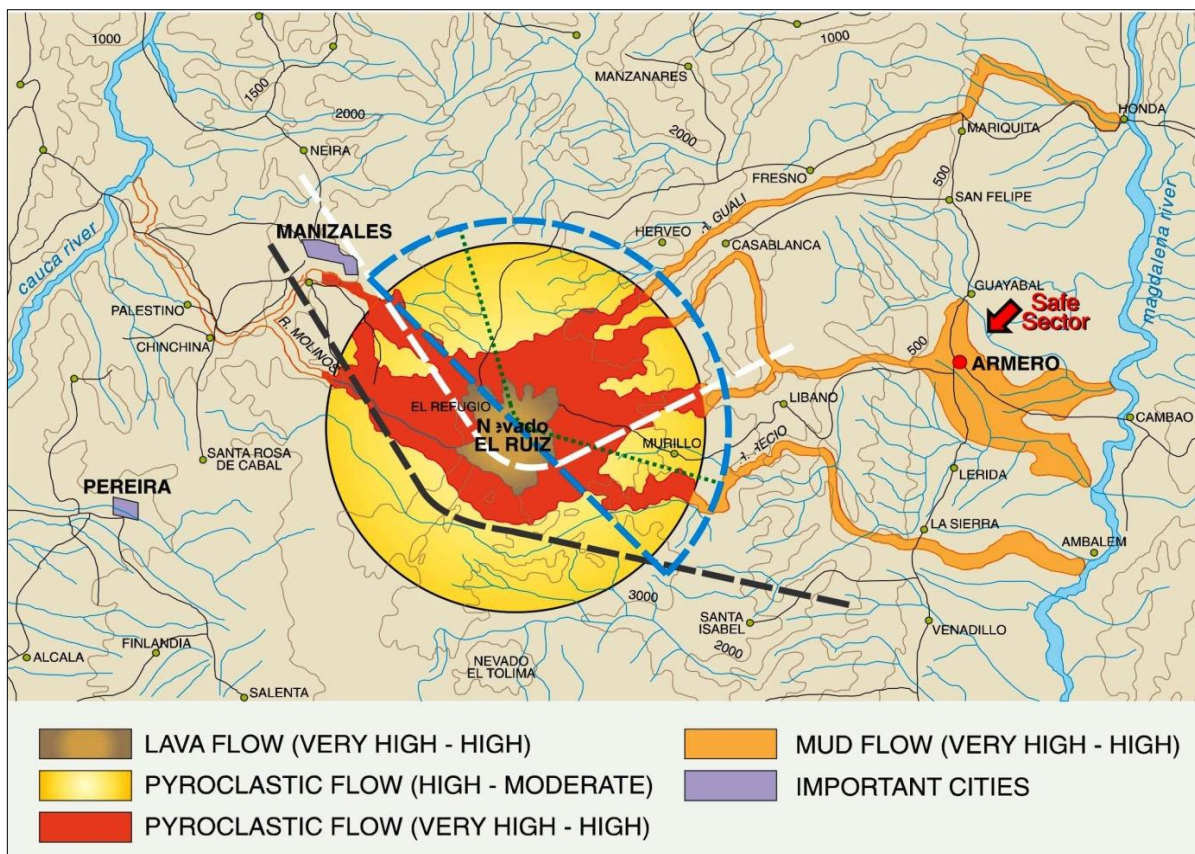 1000
1500
2000
NEIRA
MANZANARES
2000
1000
HONDA
MARIQUITA
500
FRESNO
SAN FELIPE
cauca river
MANIZALES
HERVEO
R. GUALI
CASABLANCA
magdalena river
PALESTINO
CHINCHINA
R. MOLINOS
GUAYABAL
Safe
Sector
500
ARMERO
EL REFUGIO
Nevado
EL RUIZ
MURILLO
LIBANO
R. RECIO
CAMBAO
SANTA ROSA
DE CABAL
PEREIRA
LERIDA
LA SIERRA
AMBALEM
3000
SANTA
ISABEL
2000
VENADILLO
ALCALA
FINLANDIA
SALENTA
NEVADO
EL TOLIMA
LAVA FLOW (VERY HIGH - HIGH)
PYROCLASTIC FLOW (HIGH - MODERATE)
PYROCLASTIC FLOW (VERY HIGH - HIGH)
MUD FLOW (VERY HIGH - HIGH)
IMPORTANT CITIES